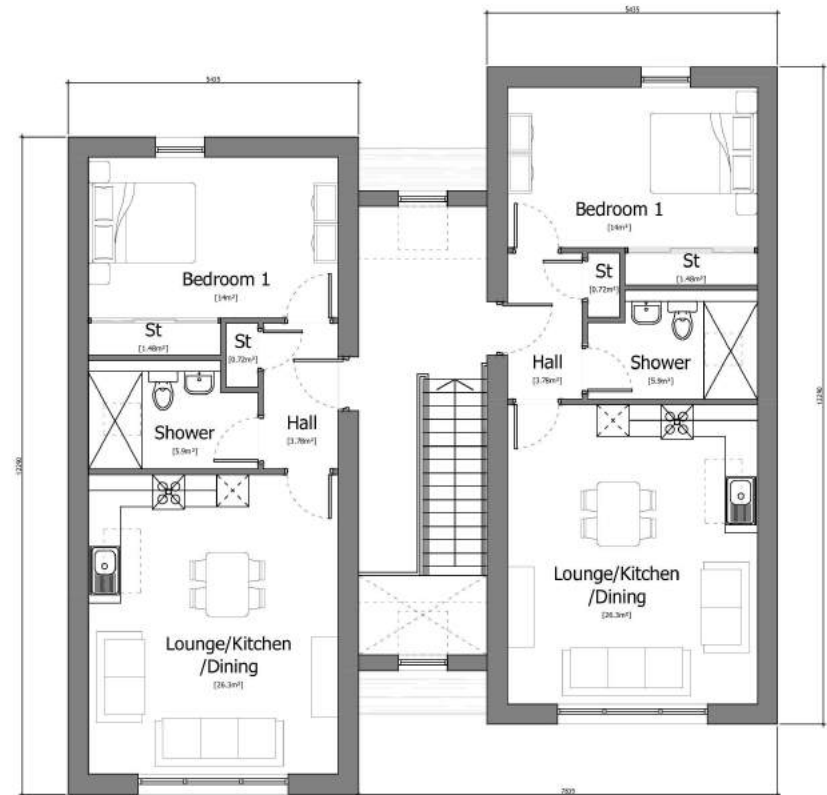 5435
5435
12290
12290
Bedroom 1
[14m²]
St
[1.48m²]
St
[0.72m²]
Hall
[3.78m²]
Shower
[5.9m²]
Lounge/Kitchen
/Dining
[26.3m²]
Bedroom 1
[14m²]
St
[1.48m²]
St
[0.72m²]
Hall
[3.78m²]
Shower
[5.9m²]
Lounge/Kitchen
/Dining
[26.3m²]